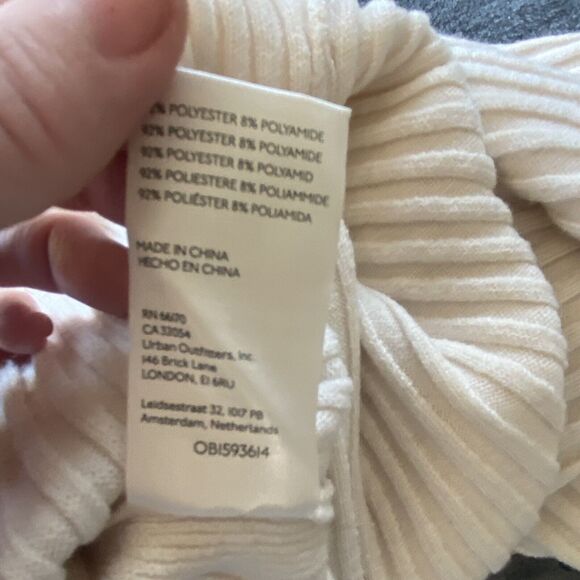 92% POLYESTER 8% POLYAMIDE
92% POLYESTER 8% POLYAMIDE
92% POLYESTER 8% POLYAMID
92% POLIESTERE 8% POLIAMMIDE
92% POLIÉSTER 8% POLIAMIDA
MADE IN CHINA
HECHO EN CHINA
RN 66170
CA 32054
Urban Outfitters, Inc.
146 Brick Lane
LONDON, E1 6RU
Leidsestraat 32, 1017 PB
Amsterdam, Netherlands
OB1593614